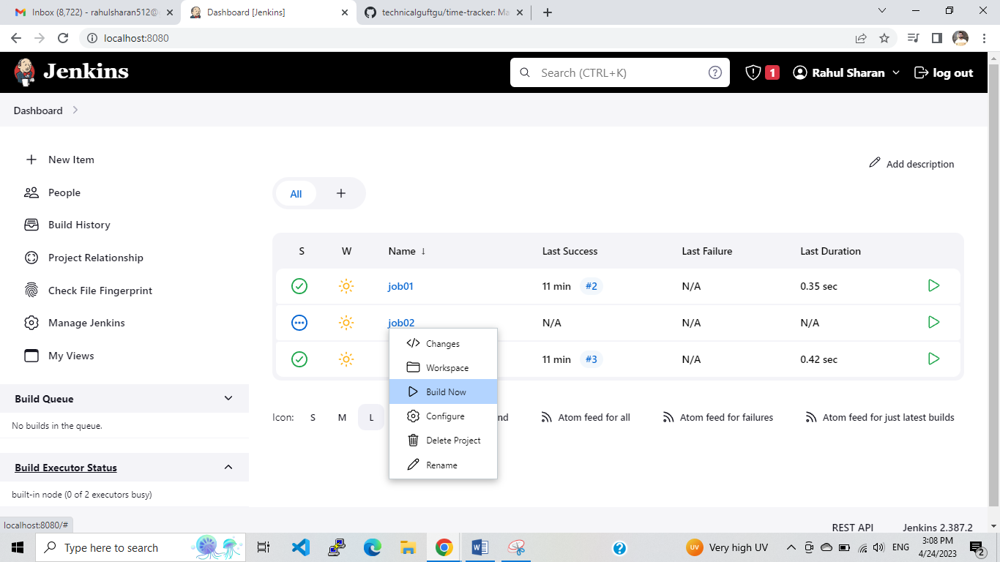 Inbox (8,722) - rahulsharan512@
Dashboard [Jenkins]
technicalguftgu/time-tracker: Ma
localhost:8080
Jenkins
Search (CTRL+K)
1
Rahul Sharan
log out
Dashboard
New Item
People
Build History
Project Relationship
Check File Fingerprint
Manage Jenkins
My Views
Build Queue
No builds in the queue.
Build Executor Status
built-in node (0 of 2 executors busy)
Add description
All
S W Name ↓ Last Success Last Failure Last Duration
job01 11 min #2 N/A 0.35 sec
job02 N/A N/A N/A
11 min #3 N/A 0.42 sec
Changes
Workspace
Build Now
Configure
Delete Project
Rename
Icon: S M L nd Atom feed for all Atom feed for failures Atom feed for just latest builds
localhost:8080/#
REST API Jenkins 2.387.2
Type here to search
UV
Very high UV
ENG
3:08 PM
4/24/2023
2